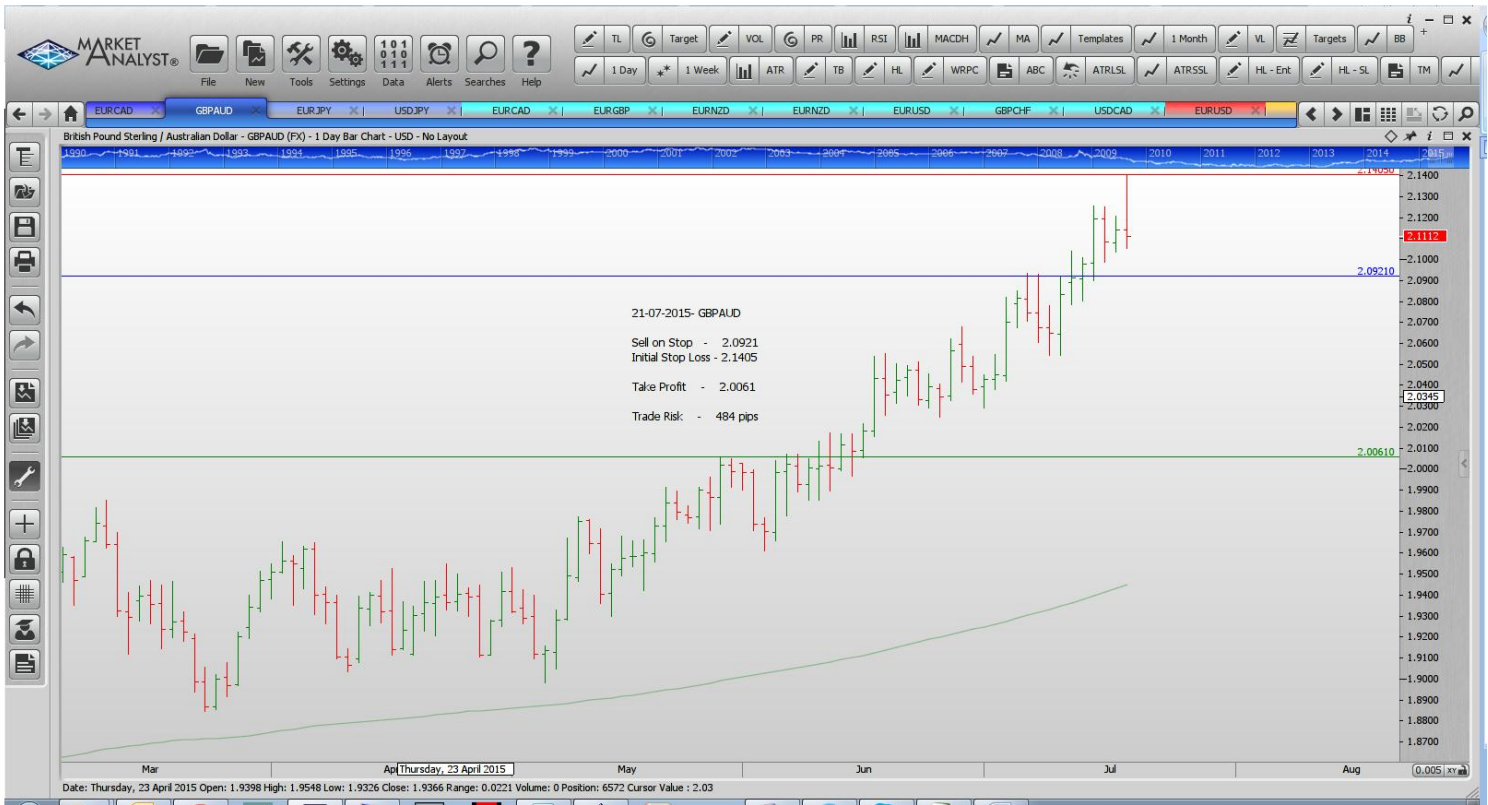 MARKET
ANALYST®
File New Tools Settings Data Alerts Searches Help
TL Target VOL PR RSI MACDH MA Templates 1 Month VL Targets BB
1 Day 1 Week ATR TB HL WRPC ABC ATRLSL ATRSSL HL - Ent HL - SL TM
EURCAD GBPAUD EURJPY USDJPY EURCAD EURGBP EURNZD EURNZD EURUSD GBPCHF USDCAD EURUSD
British Pound Sterling / Australian Dollar - GBPAUD (FX) - 1 Day Bar Chart - USD - No Layout
1990 1991 1992 1993 1994 1995 1996 1997 1998 1999 2000 2001 2002 2003 2004 2005 2006 2007 2008 2009 2010 2011 2012 2013 2014 2015
2.14050
2.1400
2.1300
2.1200
2.1112
2.1000
2.09210
2.0900
2.0800
2.0700
2.0600
2.0500
2.0400
2.0345
2.0300
2.0200
2.0100
2.00610
2.0000
1.9900
1.9800
1.9700
1.9600
1.9500
1.9400
1.9300
1.9200
1.9100
1.9000
1.8900
1.8800
1.8700
21-07-2015- GBPAUD
Sell on Stop - 2.0921
Initial Stop Loss - 2.1405
Take Profit - 2.0061
Trade Risk - 484 pips
Mar Apr Thursday, 23 April 2015 May Jun Jul Aug 0.005 XY
Date: Thursday, 23 April 2015 Open: 1.9398 High: 1.9548 Low: 1.9326 Close: 1.9366 Range: 0.0221 Volume: 0 Position: 6572 Cursor Value : 2.03